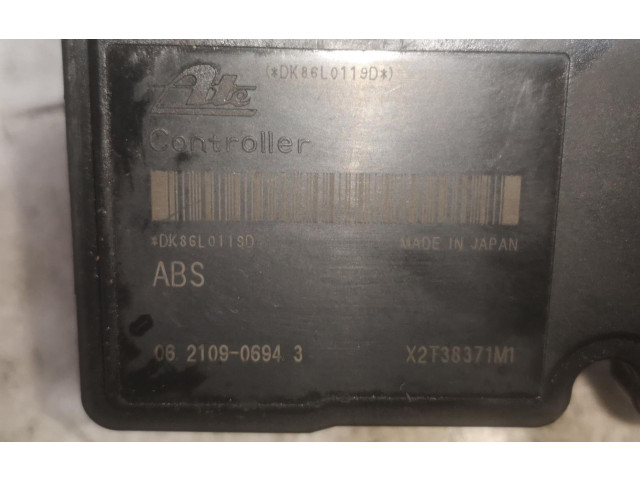 (*DK86L0119D*)
Ate
Controller
*DK86L0119D
MADE IN JAPAN
ABS
06 2109-0694 3
X2T38371M1